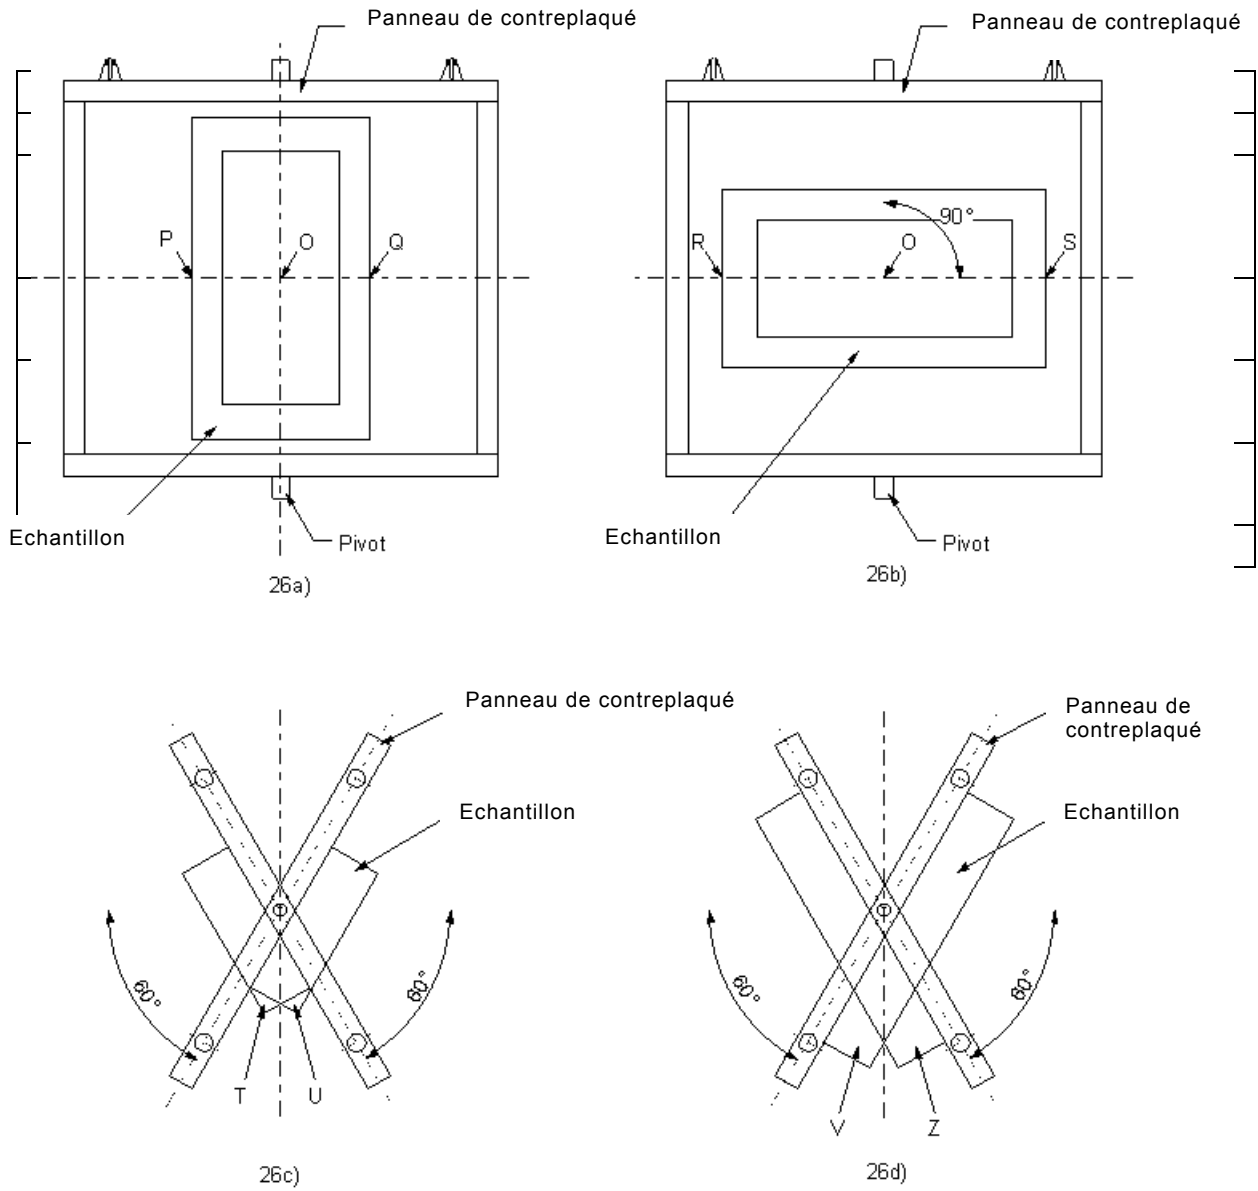 Panneau de contreplaqué
Panneau de contreplaqué
P
O
Q
R
O
S
90°
Echantillon
Pivot
Echantillon
Pivot
26a)
26b)
Panneau de contreplaqué
Echantillon
60°
60°
T
U
26c)
Panneau de
contreplaqué
Echantillon
60°
60°
V
Z
26d)